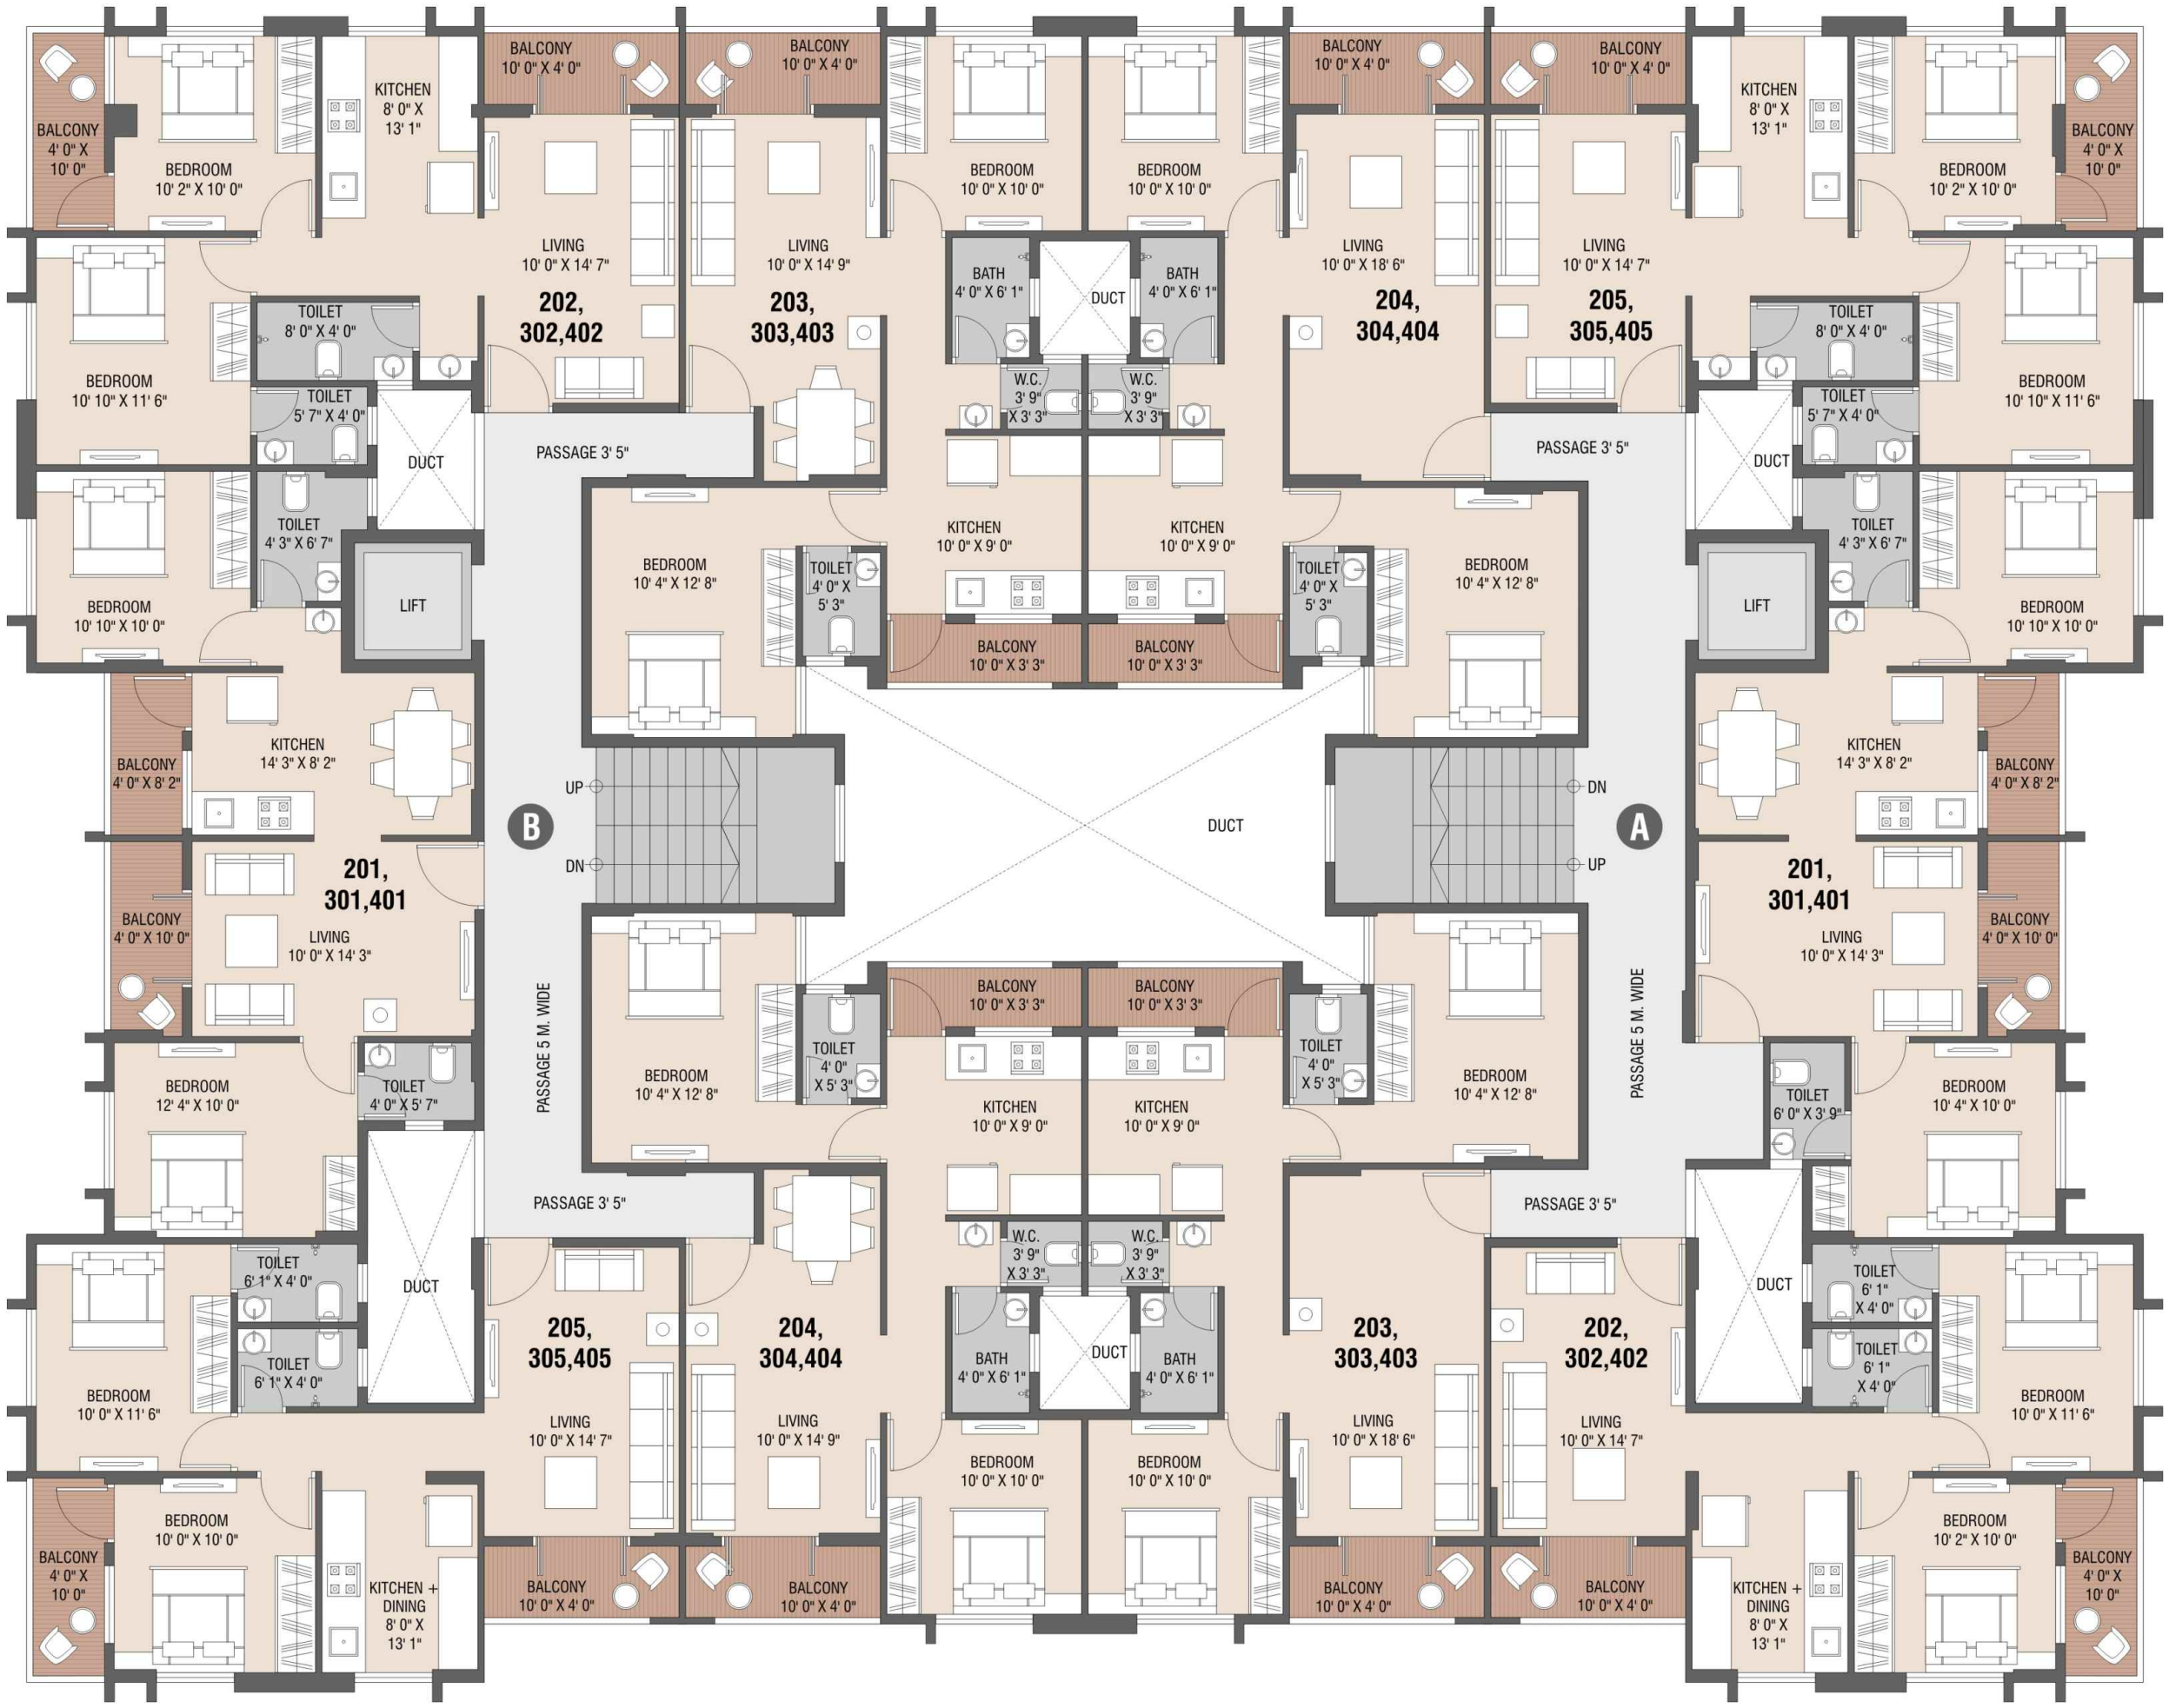 BALCONY
4' 0" X
10' 0"
BEDROOM
10' 2" X 10' 0"
KITCHEN
8' 0" X
13' 1"
BALCONY
10' 0" X 4' 0"
LIVING
10' 0" X 14' 7"
202,
302,402
BALCONY
10' 0" X 4' 0"
LIVING
10' 0" X 14' 9"
203,
303,403
BEDROOM
10' 0" X 10' 0"
BEDROOM
10' 0" X 10' 0"
BALCONY
10' 0" X 4' 0"
LIVING
10' 0" X 18' 6"
204,
304,404
BALCONY
10' 0" X 4' 0"
LIVING
10' 0" X 14' 7"
205,
305,405
KITCHEN
8' 0" X
13' 1"
BEDROOM
10' 2" X 10' 0"
BALCONY
4' 0" X
10' 0"
BEDROOM
10' 10" X 11' 6"
TOILET
8' 0" X 4' 0"
TOILET
5' 7" X 4' 0"
DUCT
PASSAGE 3' 5"
BATH
4' 0" X 6' 1"
DUCT
BATH
4' 0" X 6' 1"
W.C.
3' 9"
X 3' 3"
W.C.
3' 9"
X 3' 3"
PASSAGE 3' 5"
DUCT
TOILET
8' 0" X 4' 0"
TOILET
5' 7" X 4' 0"
BEDROOM
10' 10" X 11' 6"
BEDROOM
10' 10" X 10' 0"
TOILET
4' 3" X 6' 7"
LIFT
BEDROOM
10' 4" X 12' 8"
TOILET
4' 0" X
5' 3"
KITCHEN
10' 0" X 9' 0"
KITCHEN
10' 0" X 9' 0"
BALCONY
10' 0" X 3' 3"
BALCONY
10' 0" X 3' 3"
TOILET
4' 0" X
5' 3"
BEDROOM
10' 4" X 12' 8"
LIFT
TOILET
4' 3" X 6' 7"
BEDROOM
10' 10" X 10' 0"
BALCONY
4' 0" X 8' 2"
KITCHEN
14' 3" X 8' 2"
UP
B
DN
DUCT
DN
A
UP
KITCHEN
14' 3" X 8' 2"
BALCONY
4' 0" X 8' 2"
BALCONY
4' 0" X 10' 0"
201,
301,401
LIVING
10' 0" X 14' 3"
PASSAGE 5 M. WIDE
PASSAGE 5 M. WIDE
201,
301,401
LIVING
10' 0" X 14' 3"
BALCONY
4' 0" X 10' 0"
BEDROOM
12' 4" X 10' 0"
TOILET
4' 0" X 5' 7"
BEDROOM
10' 4" X 12' 8"
TOILET
4' 0"
X 5' 3"
BALCONY
10' 0" X 3' 3"
BALCONY
10' 0" X 3' 3"
KITCHEN
10' 0" X 9' 0"
KITCHEN
10' 0" X 9' 0"
TOILET
4' 0"
X 5' 3"
BEDROOM
10' 4" X 12' 8"
TOILET
6' 0" X 3' 9"
BEDROOM
10' 4" X 10' 0"
PASSAGE 3' 5"
W.C.
3' 9"
X 3' 3"
W.C.
3' 9"
X 3' 3"
PASSAGE 3' 5"
TOILET
6' 1" X 4' 0"
DUCT
TOILET
6' 1" X 4' 0"
BEDROOM
10' 0" X 11' 6"
205,
305,405
LIVING
10' 0" X 14' 7"
204,
304,404
LIVING
10' 0" X 14' 9"
BATH
4' 0" X 6' 1"
DUCT
BATH
4' 0" X 6' 1"
203,
303,403
LIVING
10' 0" X 18' 6"
202,
302,402
LIVING
10' 0" X 14' 7"
DUCT
TOILET
6' 1"
X 4' 0"
TOILET
6' 1"
X 4' 0"
BEDROOM
10' 0" X 11' 6"
BALCONY
4' 0" X
10' 0"
BEDROOM
10' 0" X 10' 0"
KITCHEN +
DINING
8' 0" X
13' 1"
BALCONY
10' 0" X 4' 0"
BALCONY
10' 0" X 4' 0"
BEDROOM
10' 0" X 10' 0"
BEDROOM
10' 0" X 10' 0"
BALCONY
10' 0" X 4' 0"
BALCONY
10' 0" X 4' 0"
KITCHEN +
DINING
8' 0" X
13' 1"
BEDROOM
10' 2" X 10' 0"
BALCONY
4' 0" X
10' 0"